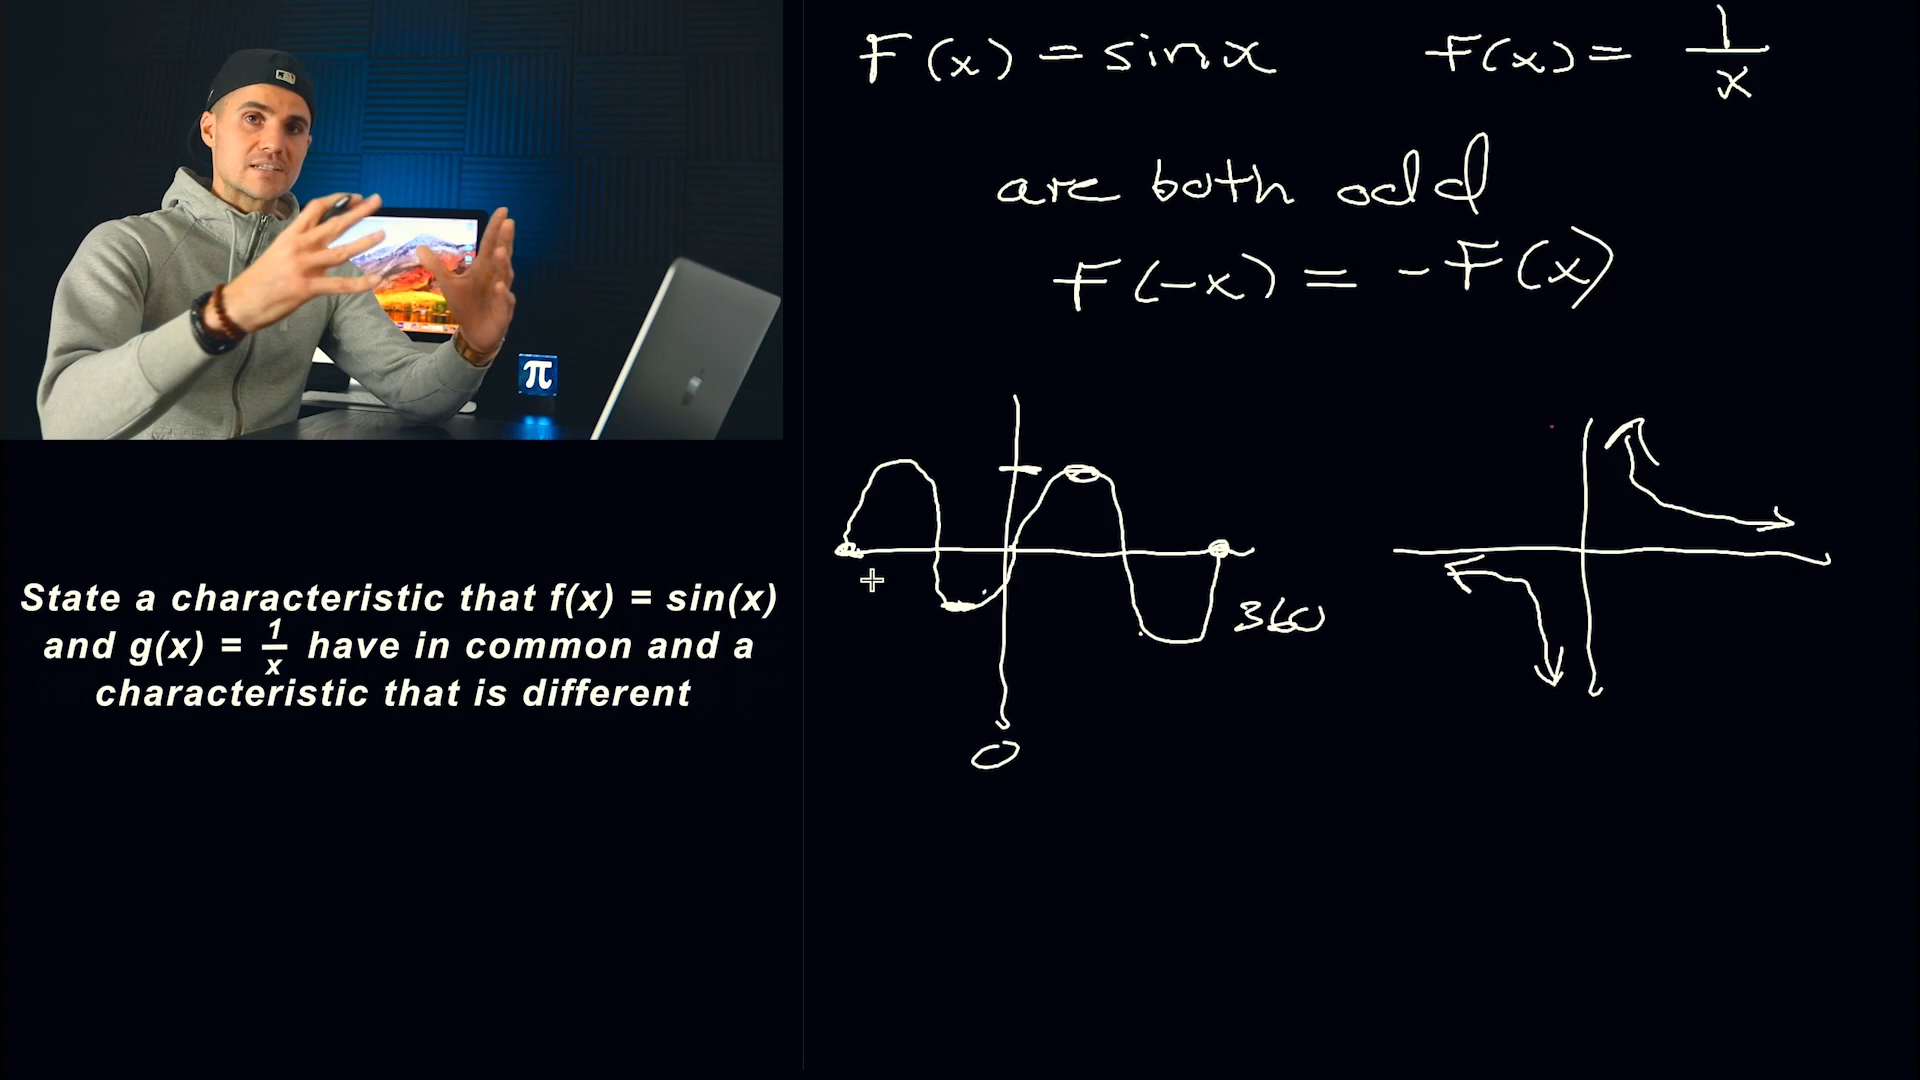 π
State a characteristic that f(x) = sin(x)
and g(x) = 1/x have in common and a
characteristic that is different
F(x) = sinx
F(x) = 1/x
are both odd
F(-x) = -F(x)
360
0